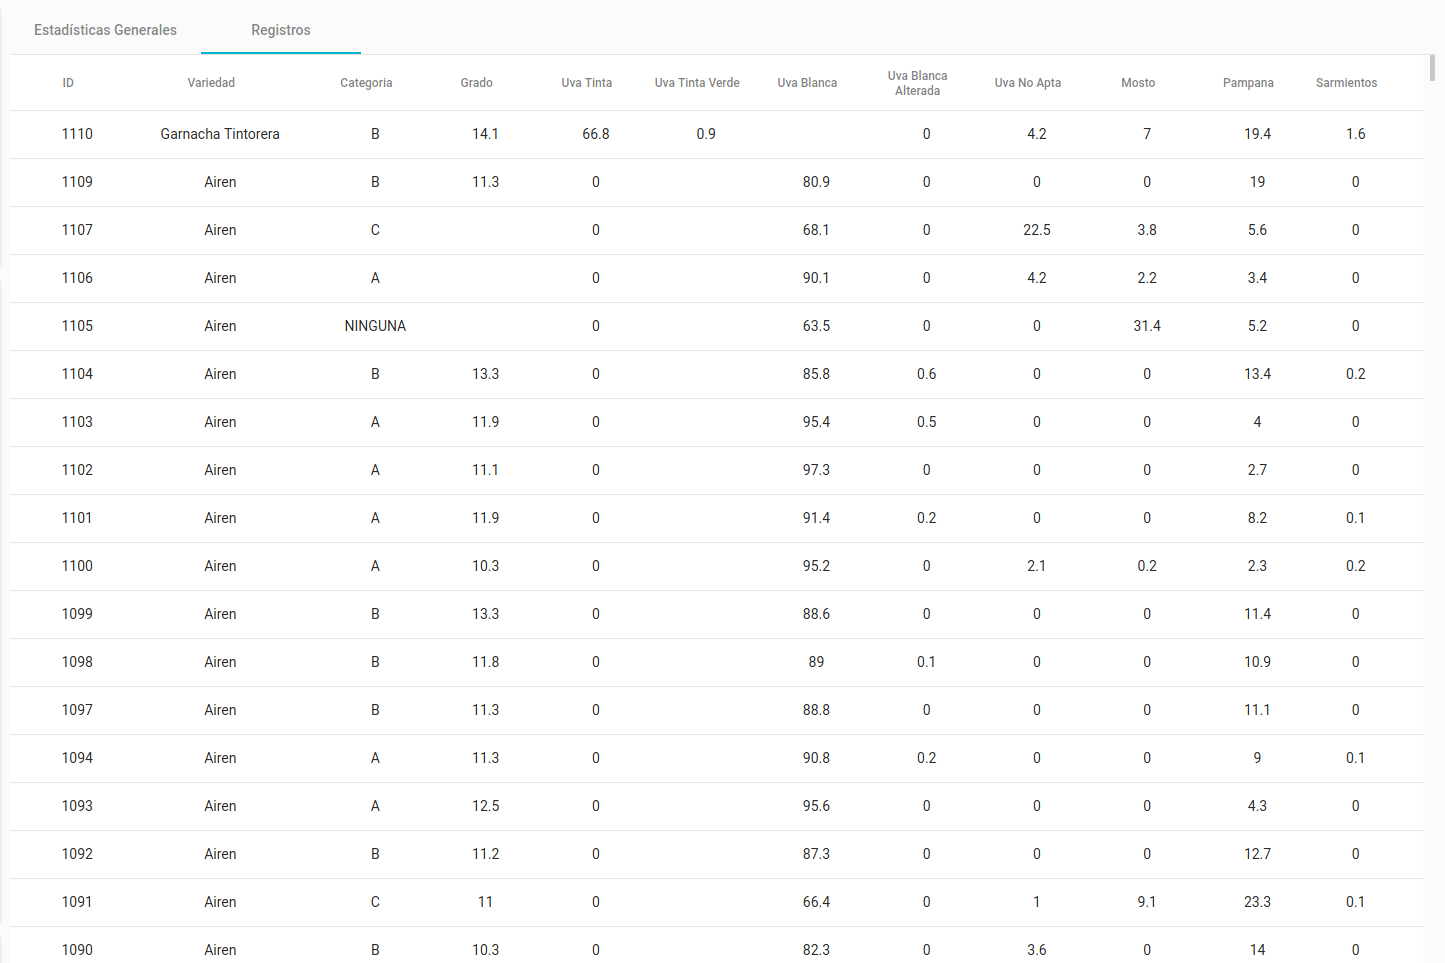 Estadísticas Generales Registros
ID Variedad Categoria Grado Uva Tinta Uva Tinta Verde Uva Blanca Uva Blanca Alterada Uva No Apta Mosto Pampana Sarmientos
1110 Garnacha Tintorera B 14.1 66.8 0.9 0 4.2 7 19.4 1.6
1109 Airen B 11.3 0 80.9 0 0 0 19 0
1107 Airen C 0 68.1 0 22.5 3.8 5.6 0
1106 Airen A 0 90.1 0 4.2 2.2 3.4 0
1105 Airen NINGUNA 0 63.5 0 0 31.4 5.2 0
1104 Airen B 13.3 0 85.8 0.6 0 0 13.4 0.2
1103 Airen A 11.9 0 95.4 0.5 0 0 4 0
1102 Airen A 11.1 0 97.3 0 0 0 2.7 0
1101 Airen A 11.9 0 91.4 0.2 0 0 8.2 0.1
1100 Airen A 10.3 0 95.2 0 2.1 0.2 2.3 0.2
1099 Airen B 13.3 0 88.6 0 0 0 11.4 0
1098 Airen B 11.8 0 89 0.1 0 0 10.9 0
1097 Airen B 11.3 0 88.8 0 0 0 11.1 0
1094 Airen A 11.3 0 90.8 0.2 0 0 9 0.1
1093 Airen A 12.5 0 95.6 0 0 0 4.3 0
1092 Airen B 11.2 0 87.3 0 0 0 12.7 0
1091 Airen C 11 0 66.4 0 1 9.1 23.3 0.1
1090 Airen B 10.3 0 82.3 0 3.6 0 14 0